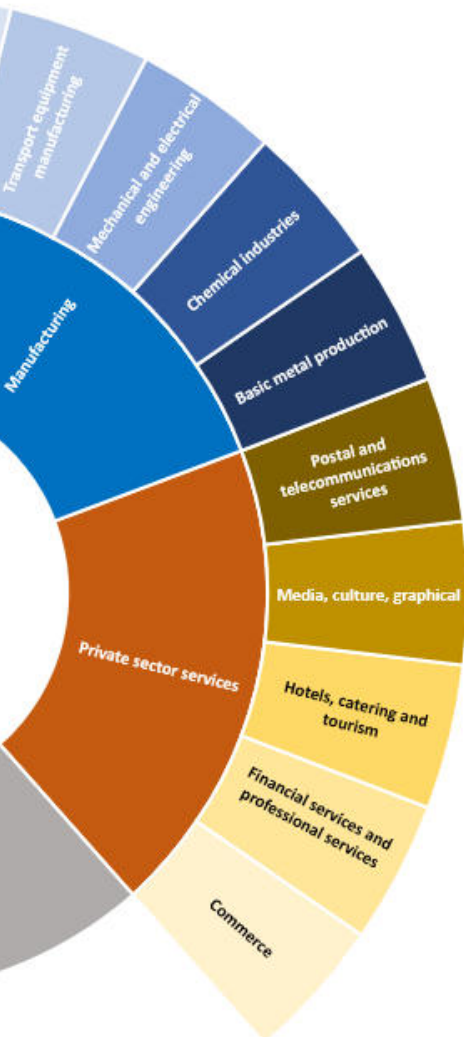 Transport equipment
manufacturing
Mechanical and electrical
engineering
Chemical industries
Basic metal production
Manufacturing
Postal and
telecommunications
services
Media, culture, graphical
Private sector services
Hotels, catering and
tourism
Financial services and
professional services
Commerce